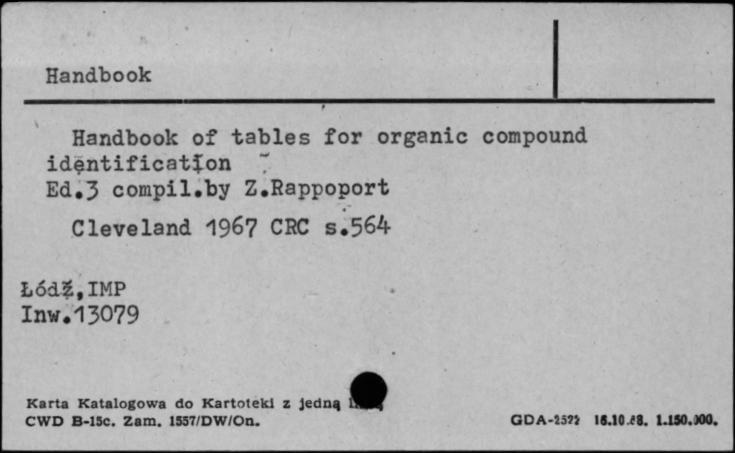 Handbook
Handbook of tables for organic compound
identification
Ed.3 compil.by Z.Rappoport
Cleveland 1967 CRC s.564
Łódź,IMP
Inw.13079
Karta Katalogowa do Kartoteki z jedną
CWD B-15c. Zam. 1557/DW/On.
GDA-2522 16.10.68. 1.150.000.